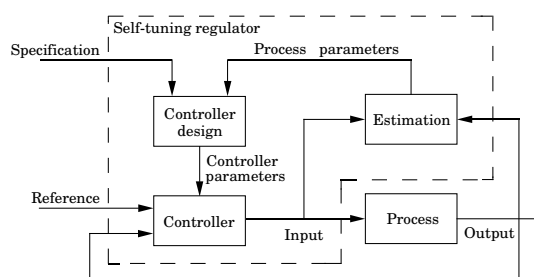 Self-tuning regulator
Specification
Process parameters
Controller
design
Estimation
Controller
parameters
Reference
Controller
Process
Input
Output